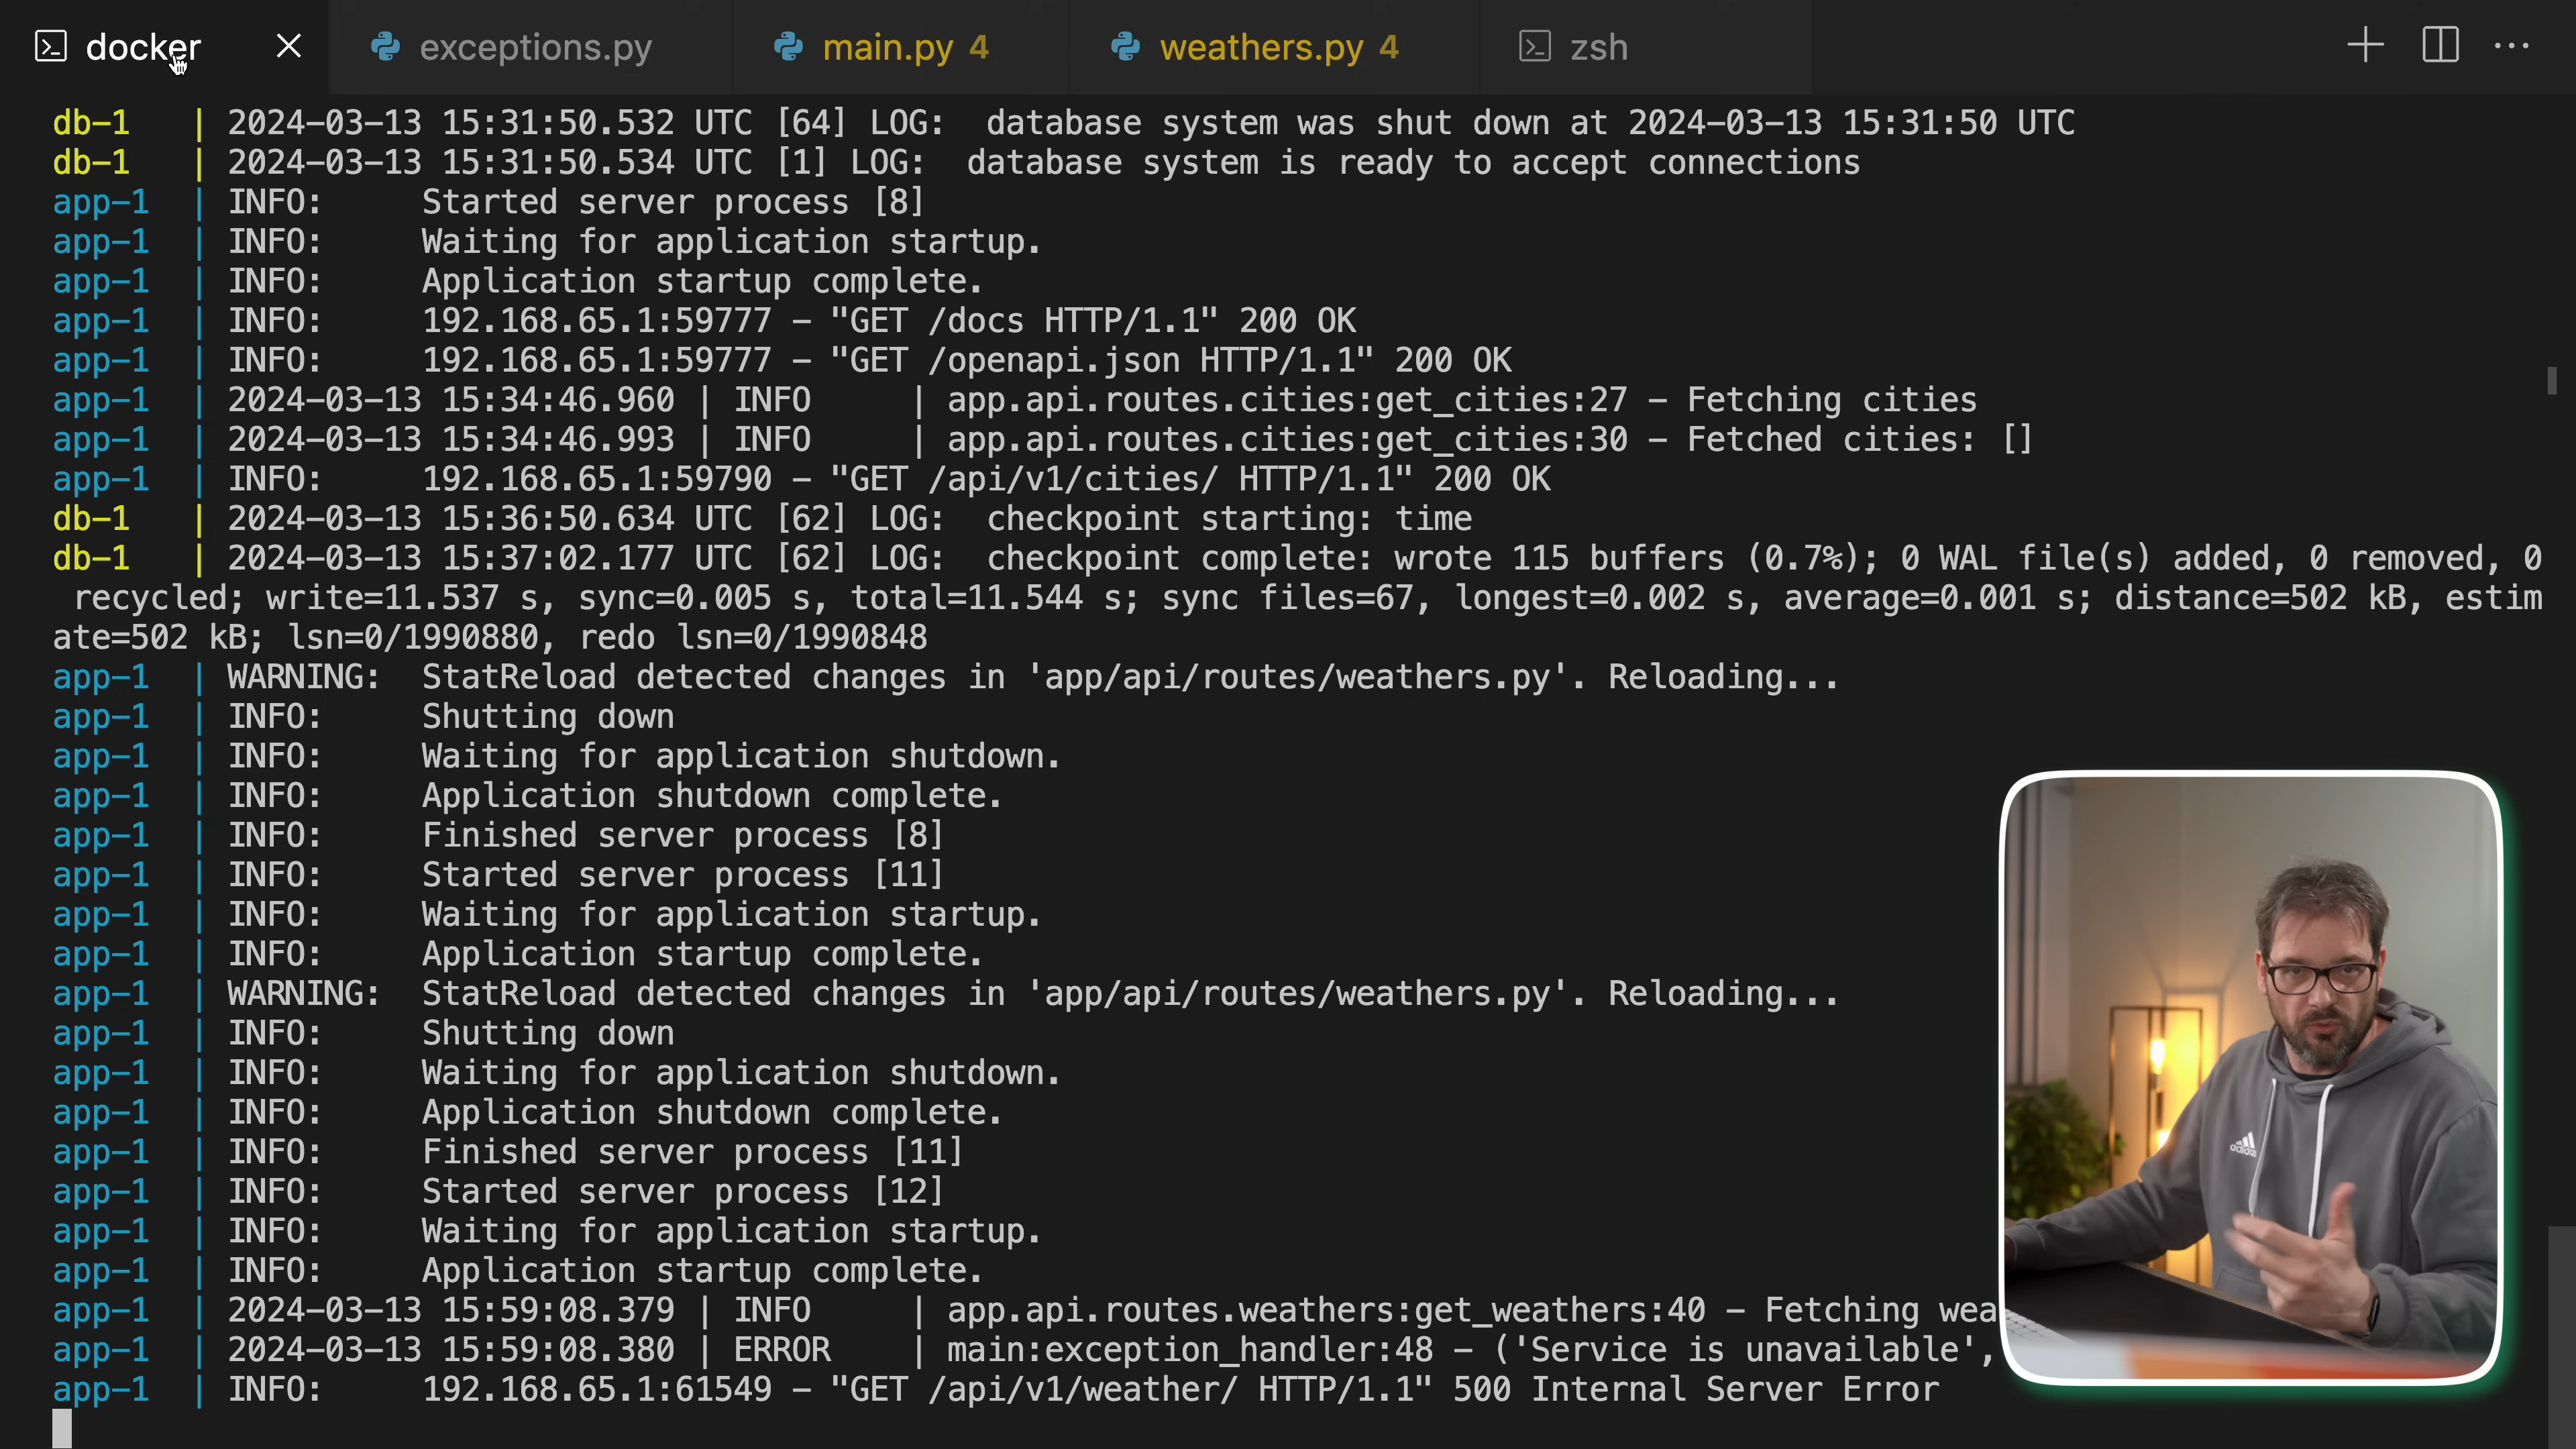 docker
exceptions.py
main.py 4
weathers.py 4
zsh
db-1 | 2024-03-13 15:31:50.532 UTC [64] LOG: database system was shut down at 2024-03-13 15:31:50 UTC
db-1 | 2024-03-13 15:31:50.534 UTC [1] LOG: database system is ready to accept connections
app-1 | INFO: Started server process [8]
app-1 | INFO: Waiting for application startup.
app-1 | INFO: Application startup complete.
app-1 | INFO: 192.168.65.1:59777 – "GET /docs HTTP/1.1" 200 OK
app-1 | INFO: 192.168.65.1:59777 – "GET /openapi.json HTTP/1.1" 200 OK
app-1 | 2024-03-13 15:34:46.960 | INFO | app.api.routes.cities:get_cities:27 – Fetching cities
app-1 | 2024-03-13 15:34:46.993 | INFO | app.api.routes.cities:get_cities:30 – Fetched cities: []
app-1 | INFO: 192.168.65.1:59790 – "GET /api/v1/cities/ HTTP/1.1" 200 OK
db-1 | 2024-03-13 15:36:50.634 UTC [62] LOG: checkpoint starting: time
db-1 | 2024-03-13 15:37:02.177 UTC [62] LOG: checkpoint complete: wrote 115 buffers (0.7%); 0 WAL file(s) added, 0 removed, 0
recycled; write=11.537 s, sync=0.005 s, total=11.544 s; sync files=67, longest=0.002 s, average=0.001 s; distance=502 kB, estim
ate=502 kB; lsn=0/1990880, redo lsn=0/1990848
app-1 | WARNING: StatReload detected changes in 'app/api/routes/weathers.py'. Reloading...
app-1 | INFO: Shutting down
app-1 | INFO: Waiting for application shutdown.
app-1 | INFO: Application shutdown complete.
app-1 | INFO: Finished server process [8]
app-1 | INFO: Started server process [11]
app-1 | INFO: Waiting for application startup.
app-1 | INFO: Application startup complete.
app-1 | WARNING: StatReload detected changes in 'app/api/routes/weathers.py'. Reloading...
app-1 | INFO: Shutting down
app-1 | INFO: Waiting for application shutdown.
app-1 | INFO: Application shutdown complete.
app-1 | INFO: Finished server process [11]
app-1 | INFO: Started server process [12]
app-1 | INFO: Waiting for application startup.
app-1 | INFO: Application startup complete.
app-1 | 2024-03-13 15:59:08.379 | INFO | app.api.routes.weathers:get_weathers:40 – Fetching wea
app-1 | 2024-03-13 15:59:08.380 | ERROR | main:exception_handler:48 – ('Service is unavailable',
app-1 | INFO: 192.168.65.1:61549 – "GET /api/v1/weather/ HTTP/1.1" 500 Internal Server Error
adidas